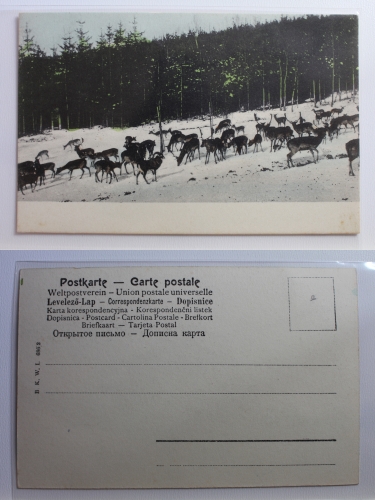 Postkarte — Carte postale
Weltpostverein — Union postale universelle
Levelező-Lap — Correspondenzkarte — Dopisnice
Karta korespondencyjna - Korespondenční lístek
Dopisnica - Postcard - Cartolina Postale - Brefkort
Briefkaart — Tarjeta Postal
Открытое письмо — Дописна карта
B. K. W. I.